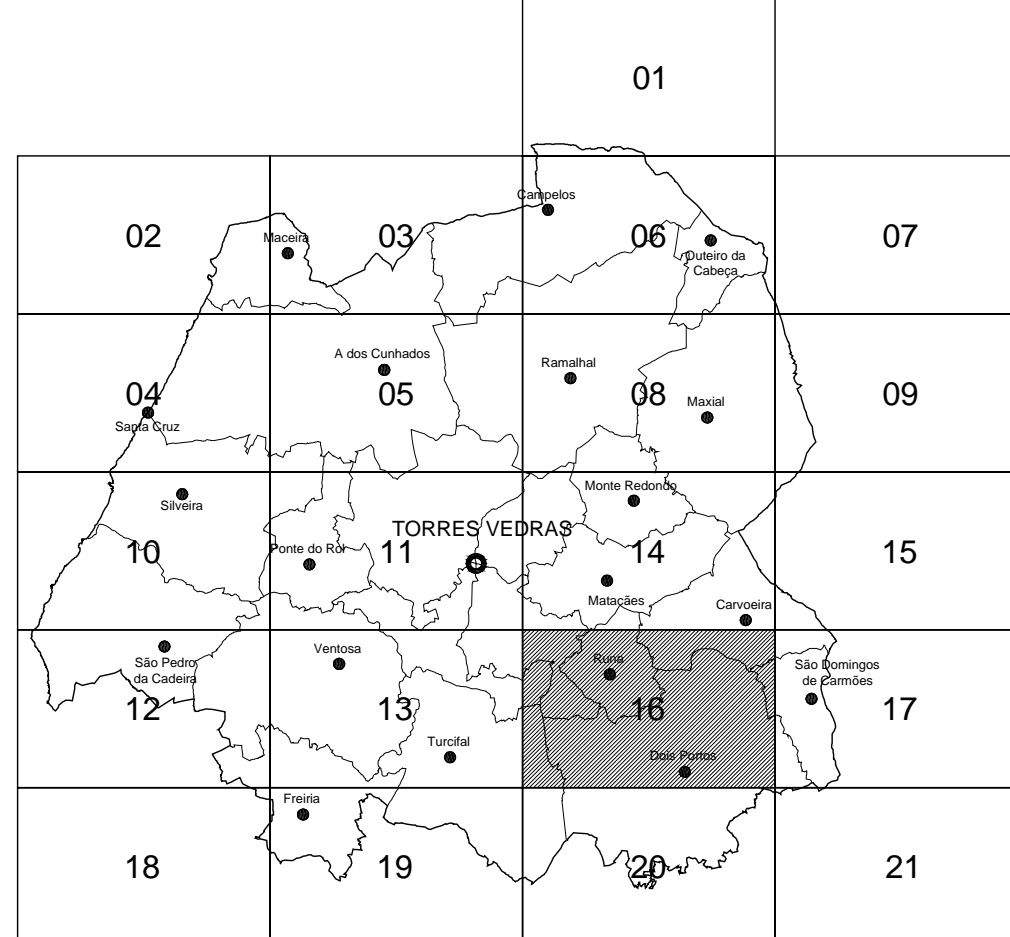 01
Campelos
02
Maceira
03
06
07
Outeiro da
Cabeça
A dos Cunhados
Ramalhal
04
05
08
09
Maxial
Santa Cruz
Monte Redondo
Silveira
TORRES VEDRAS
10
Ponte do Rol
11
14
15
Matacães
Carvoeira
Ventosa
Runa
São Pedro
da Cadeira
São Domingos
de Carmões
12
13
16
17
Turcifal
Dois Portos
Freiria
18
19
20
21